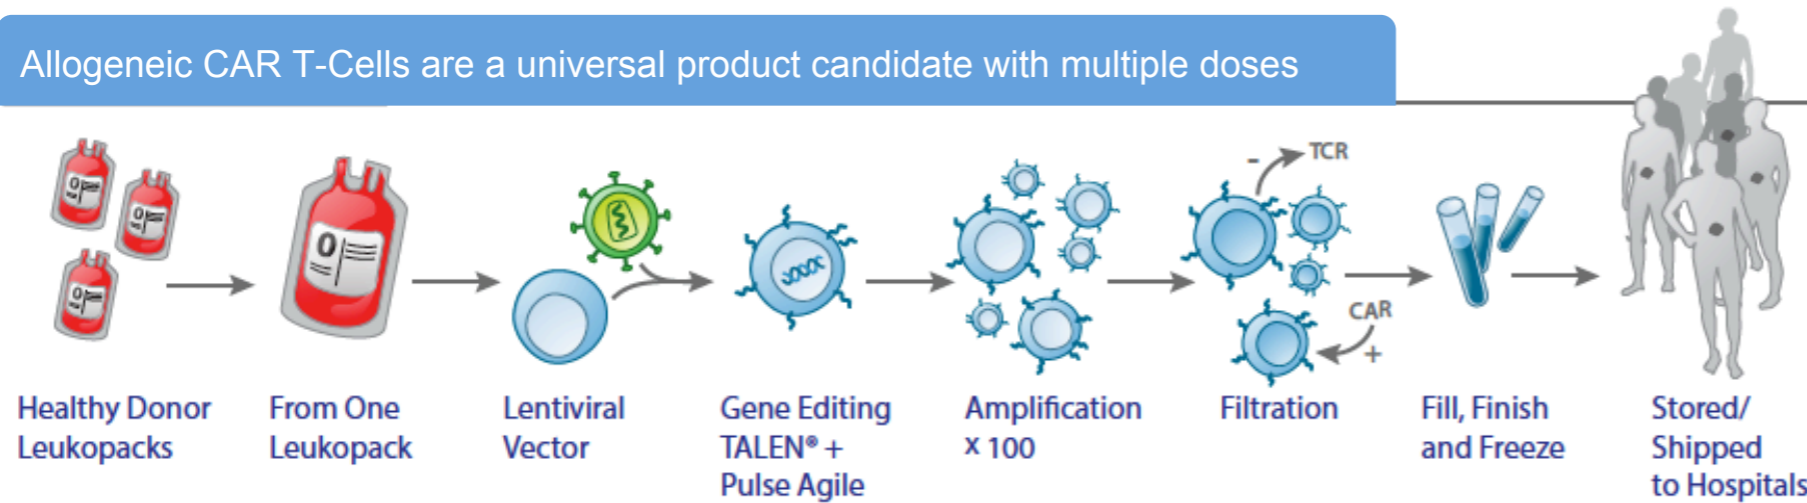 Allogeneic CAR T-Cells are a universal product candidate with multiple doses
O
O
O
O
-
TCR
CAR
+
Healthy Donor
Leukopacks
From One
Leukopack
Lentiviral
Vector
Gene Editing
TALEN® +
Pulse Agile
Amplification
x 100
Filtration
Fill, Finish
and Freeze
Stored/
Shipped
to Hospitals